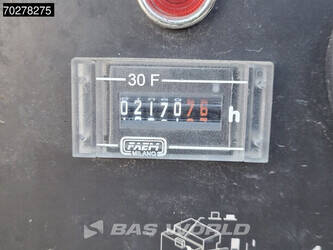 70278275
30 F
0217076 h
FAEM
MILANO
BAS WORLD